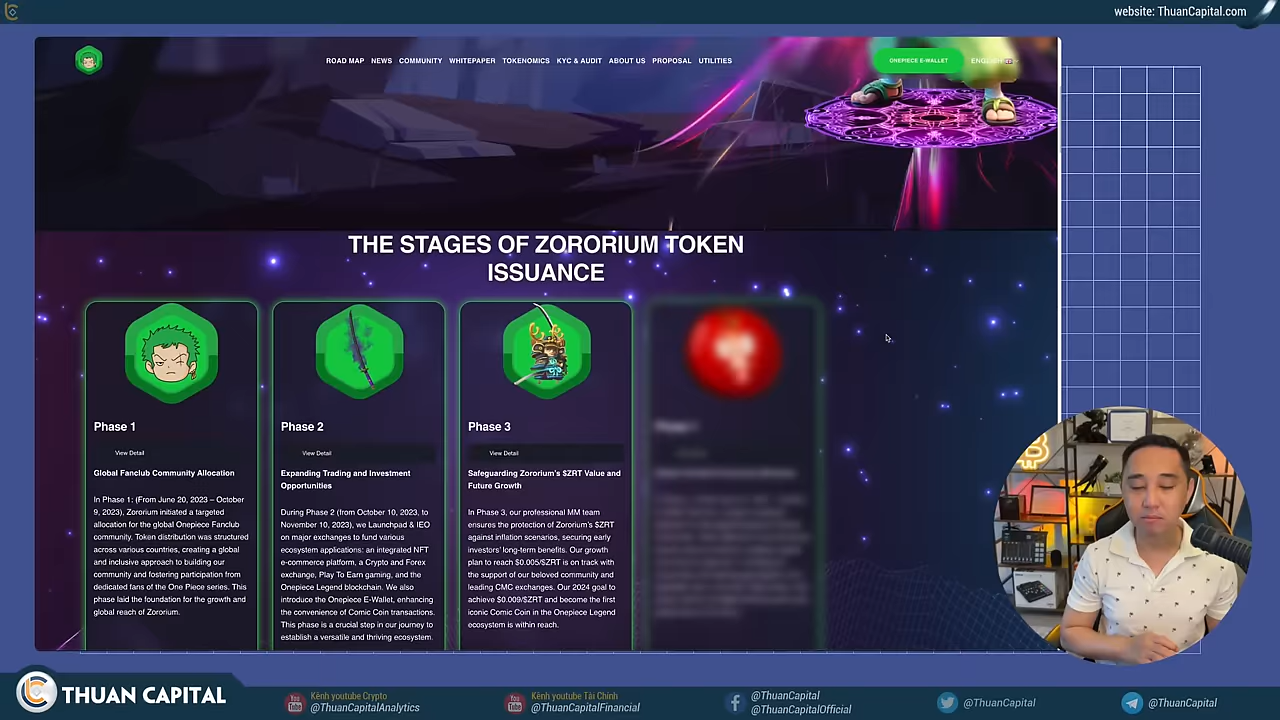 website: ThuanCapital.com
ROAD MAP NEWS COMMUNITY WHITEPAPER TOKENOMICS KYC & AUDIT ABOUT US PROPOSAL UTILITIES
ONEPIECE E-WALLET
THE STAGES OF ZORORIUM TOKEN
ISSUANCE
Phase 1
View Detail
Global Fanclub Community Allocation
In Phase 1: (From June 20, 2023 – October
9, 2023), Zororium initiated a targeted
allocation for the global Onepiece Fanclub
community. Token distribution was structured
across various countries, creating a global
and inclusive approach to building our
community and fostering participation from
dedicated fans of the One Piece series. This
phase laid the foundation for the growth and
global reach of Zororium.
Phase 2
View Detail
Expanding Trading and Investment
Opportunities
During Phase 2 (from October 10, 2023, to
November 10, 2023), we Launchpad & IEO
on major exchanges to fund various
ecosystem applications: an integrated NFT
e-commerce platform, a Crypto and Forex
exchange, Play To Earn gaming, and the
Onepiece Legend blockchain. We also
introduce the Onepiece E-Wallet, enhancing
the convenience of Comic Coin transactions.
This phase is a crucial step in our journey to
establish a versatile and thriving ecosystem.
Phase 3
View Detail
Safeguarding Zororium's $ZRT Value and
Future Growth
In Phase 3, our professional MM team
ensures the protection of Zororium's $ZRT
against inflation scenarios, securing early
investors' long-term benefits. Our growth
plan to reach $0.005/$ZRT is on track with
the support of our beloved community and
leading CMC exchanges. Our 2024 goal to
achieve $0.009/$ZRT and become the first
iconic Comic Coin in the Onepiece Legend
ecosystem is within reach.
THUAN CAPITAL
Kênh youtube Crypto
@ThuanCapitalAnalytics
Kênh youtube Tài Chính
@ThuanCapitalFinancial
@ThuanCapital
@ThuanCapitalOfficial
@ThuanCapital
@ThuanCapital